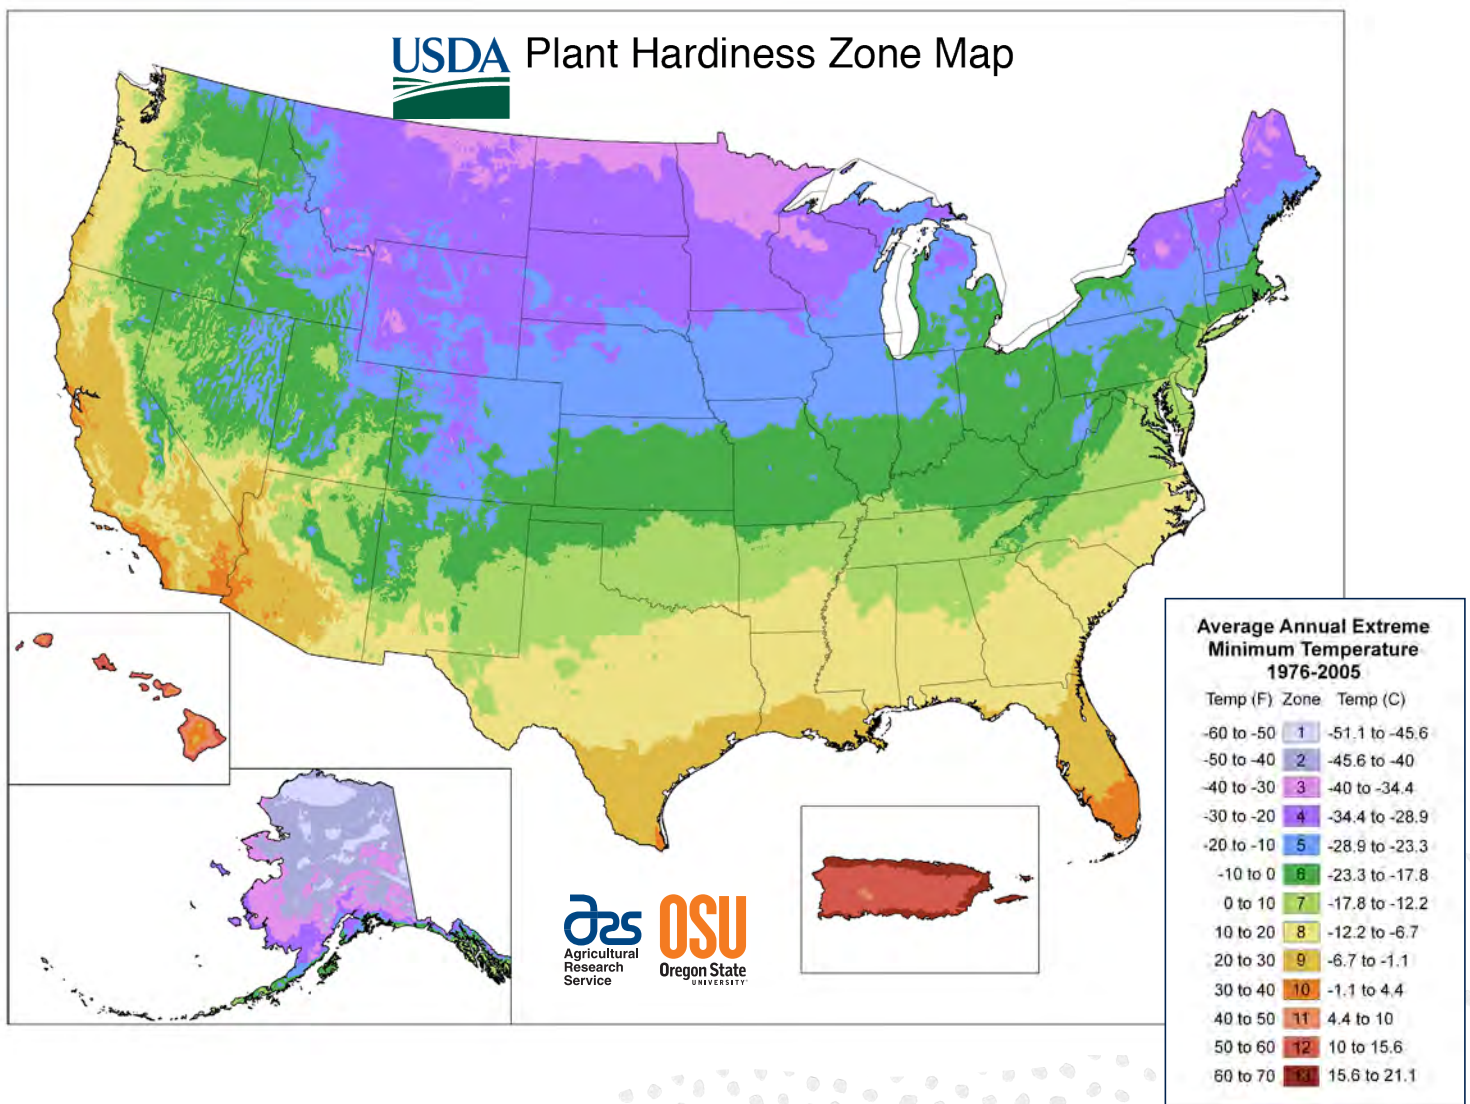 USDA Plant Hardiness Zone Map
Average Annual Extreme
Minimum Temperature
1976-2005
Temp (F) Zone Temp (C)
-60 to -50 1 -51.1 to -45.6
-50 to -40 2 -45.6 to -40
-40 to -30 3 -40 to -34.4
-30 to -20 4 -34.4 to -28.9
-20 to -10 5 -28.9 to -23.3
-10 to 0 6 -23.3 to -17.8
0 to 10 7 -17.8 to -12.2
10 to 20 8 -12.2 to -6.7
20 to 30 9 -6.7 to -1.1
30 to 40 10 -1.1 to 4.4
40 to 50 11 4.4 to 10
50 to 60 12 10 to 15.6
60 to 70 13 15.6 to 21.1
ars
Agricultural
Research
Service
OSU
Oregon State
UNIVERSITY